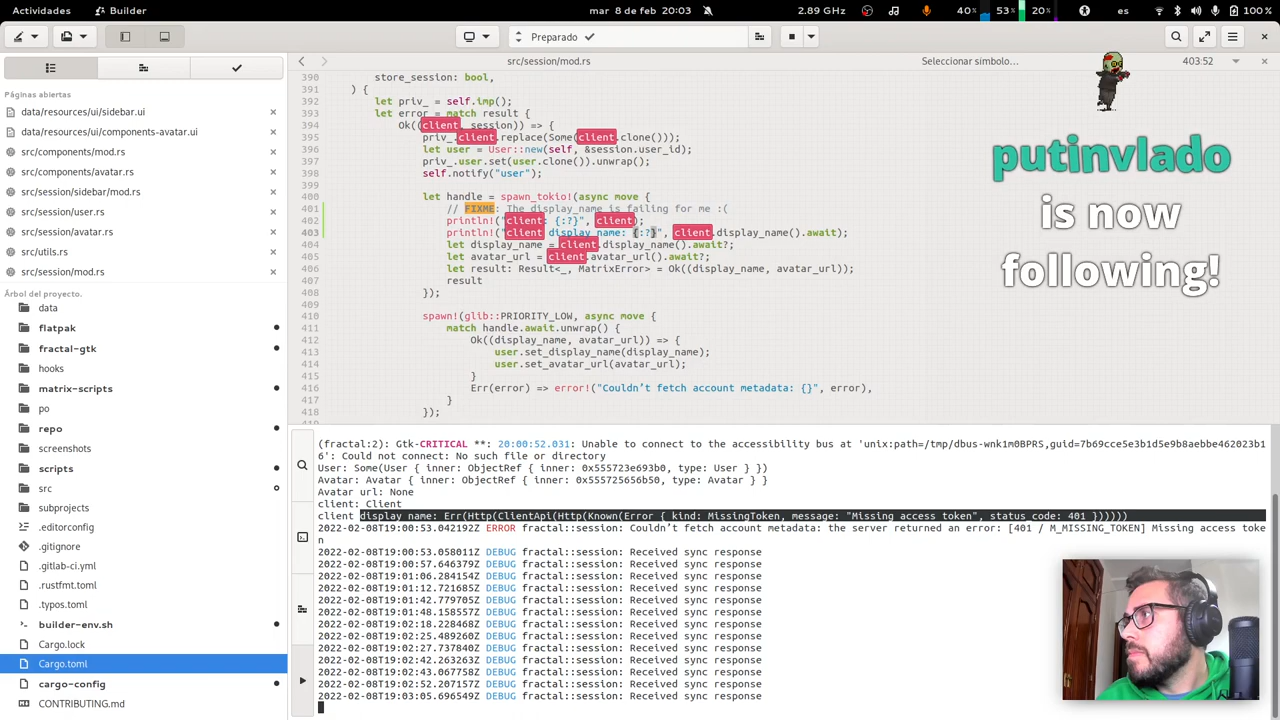 Actividades
Builder
mar 8 de feb 20:03
2.89 GHz
40%
53%
20%
es
100 %
Preparado
src/session/mod.rs
Seleccionar símbolo…
403:52
Páginas abiertas
data/resources/ui/sidebar.ui
data/resources/ui/components-avatar.ui
src/components/mod.rs
src/components/avatar.rs
src/session/sidebar/mod.rs
src/session/user.rs
src/session/avatar.rs
src/utils.rs
src/session/mod.rs
Árbol del proyecto.
data
flatpak
fractal-gtk
hooks
matrix-scripts
po
repo
screenshots
scripts
src
.editorconfig
.gitignore
.gitlab-ci.yml
.rustfmt.toml
.typos.toml
builder-env.sh
Cargo.lock
Cargo.toml
cargo-config
CONTRIBUTING.md
390 store_session: bool,
391 ) {
392 let priv_ = self.imp();
393 let error = match result {
394 Ok((client, session)) => {
395 priv_.client.replace(Some(client.clone()));
396 let user = User::new(self, &session.user_id);
397 priv_.user.set(user.clone()).unwrap();
398 self.notify("user");
399
400 let handle = spawn_tokio!(async move {
401 // FIXME: The display_name is failing for me :(
402 println!("client: {:?}", client);
403 println!("client display_name: {:?}", client.display_name().await);
404 let display_name = client.display_name().await?;
405 let avatar_url = client.avatar_url().await?;
406 let result: Result<_, MatrixError> = Ok((display_name, avatar_url));
407 result
408 });
409
410 spawn!(glib::PRIORITY_LOW, async move {
411 match handle.await.unwrap() {
412 Ok((display_name, avatar_url)) => {
413 user.set_display_name(display_name);
414 user.set_avatar_url(avatar_url);
415 }
416 Err(error) => error!("Couldn’t fetch account metadata: {}", error),
417 }
418 });
putinvlado
is now
following!
(fractal:2): Gtk-CRITICAL **: 20:00:52.031: Unable to connect to the accessibility bus at 'unix:path=/tmp/dbus-wnk1m0BPRS,guid=7b69cce5e3b1d5e9b8aebbe462023b1
6': Could not connect: No such file or directory
User: Some(User { inner: ObjectRef { inner: 0x555723e693b0, type: User } })
Avatar: Avatar { inner: ObjectRef { inner: 0x555725656b50, type: Avatar } }
Avatar url: None
client: Client
client display_name: Err(Http(ClientApi(Http(Known(Error { kind: MissingToken, message: "Missing access token", status_code: 401 })))))
2022-02-08T19:00:53.042192Z ERROR fractal::session: Couldn’t fetch account metadata: the server returned an error: [401 / M_MISSING_TOKEN] Missing access toke
n
2022-02-08T19:00:53.058011Z DEBUG fractal::session: Received sync response
2022-02-08T19:00:57.646379Z DEBUG fractal::session: Received sync response
2022-02-08T19:01:06.284154Z DEBUG fractal::session: Received sync response
2022-02-08T19:01:12.721685Z DEBUG fractal::session: Received sync response
2022-02-08T19:01:42.779705Z DEBUG fractal::session: Received sync response
2022-02-08T19:01:48.158557Z DEBUG fractal::session: Received sync response
2022-02-08T19:02:18.228468Z DEBUG fractal::session: Received sync response
2022-02-08T19:02:25.489260Z DEBUG fractal::session: Received sync response
2022-02-08T19:02:27.737840Z DEBUG fractal::session: Received sync response
2022-02-08T19:02:42.263263Z DEBUG fractal::session: Received sync response
2022-02-08T19:02:43.067758Z DEBUG fractal::session: Received sync response
2022-02-08T19:02:52.207157Z DEBUG fractal::session: Received sync response
2022-02-08T19:03:05.696549Z DEBUG fractal::session: Received sync response